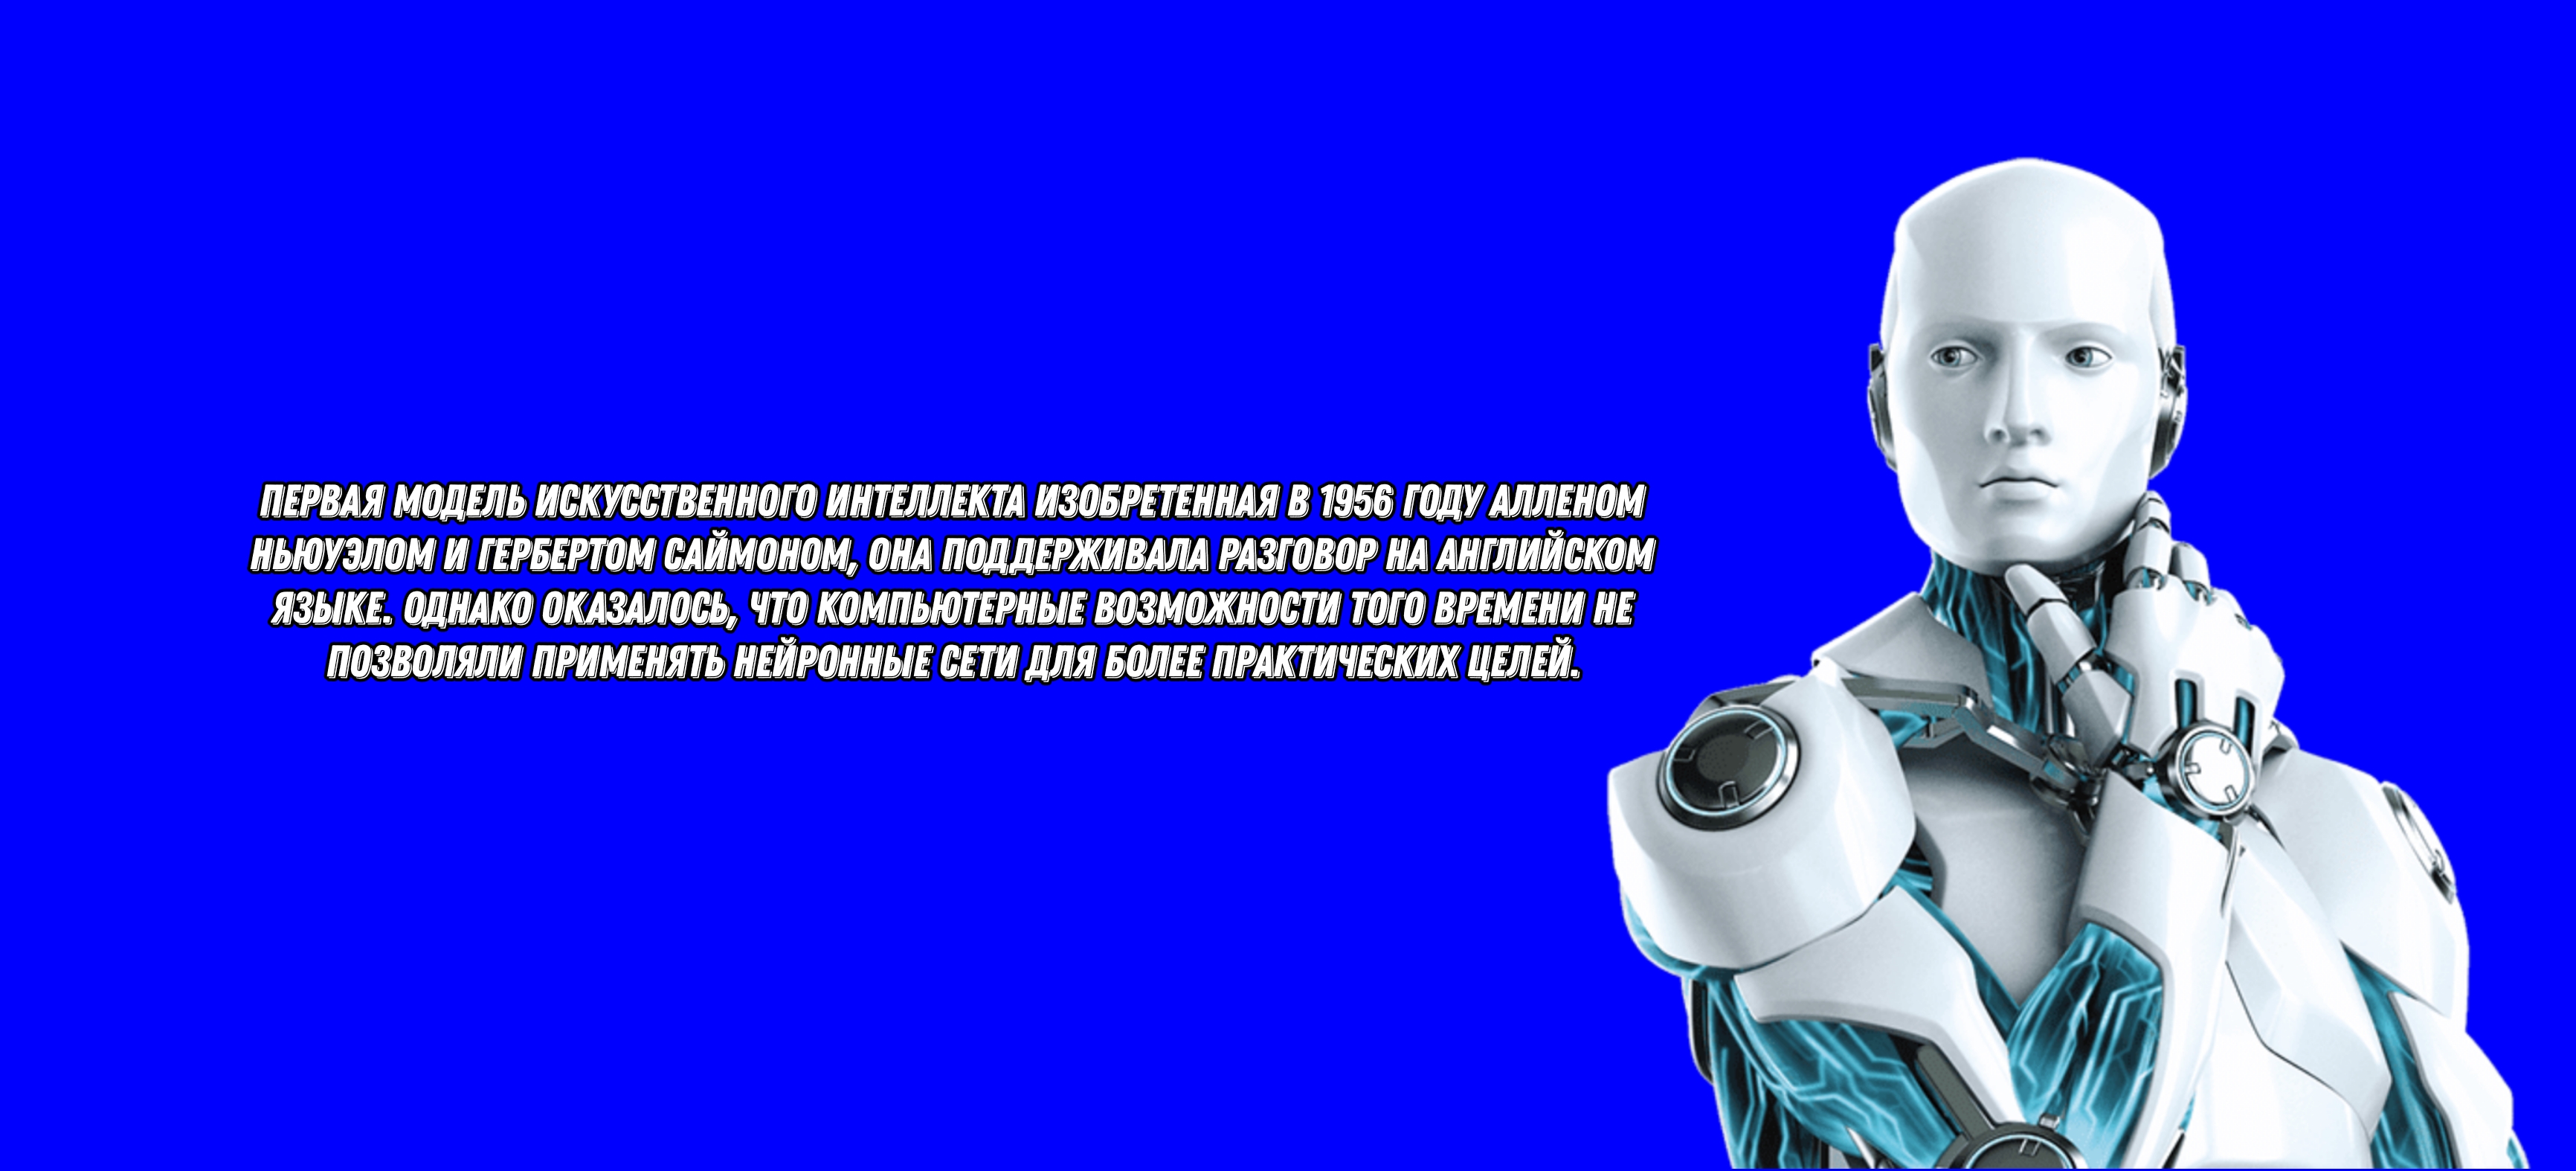 ПЕРВАЯ МОДЕЛЬ ИСКУССТВЕННОГО ИНТЕЛЛЕКТА ИЗОБРЕТЕННАЯ В 1956 ГОДУ АЛЛЕНОМ
НЬЮУЭЛОМ И ГЕРБЕРТОМ САЙМОНОМ, ОНА ПОДДЕРЖИВАЛА РАЗГОВОР НА АНГЛИЙСКОМ
ЯЗЫКЕ. ОДНАКО ОКАЗАЛОСЬ, ЧТО КОМПЬЮТЕРНЫЕ ВОЗМОЖНОСТИ ТОГО ВРЕМЕНИ НЕ
ПОЗВОЛЯЛИ ПРИМЕНЯТЬ НЕЙРОННЫЕ СЕТИ ДЛЯ БОЛЕЕ ПРАКТИЧЕСКИХ ЦЕЛЕЙ.